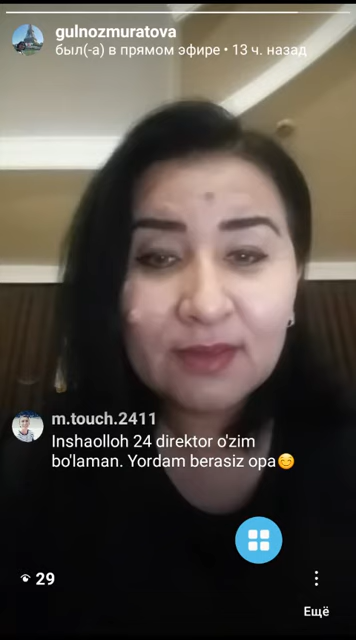 gulnozmuratova
был(-а) в прямом эфире • 13 ч. назад
m.touch.2411
Inshaolloh 24 direktor o'zim
bo'laman. Yordam berasiz opa😊
29
Ещё